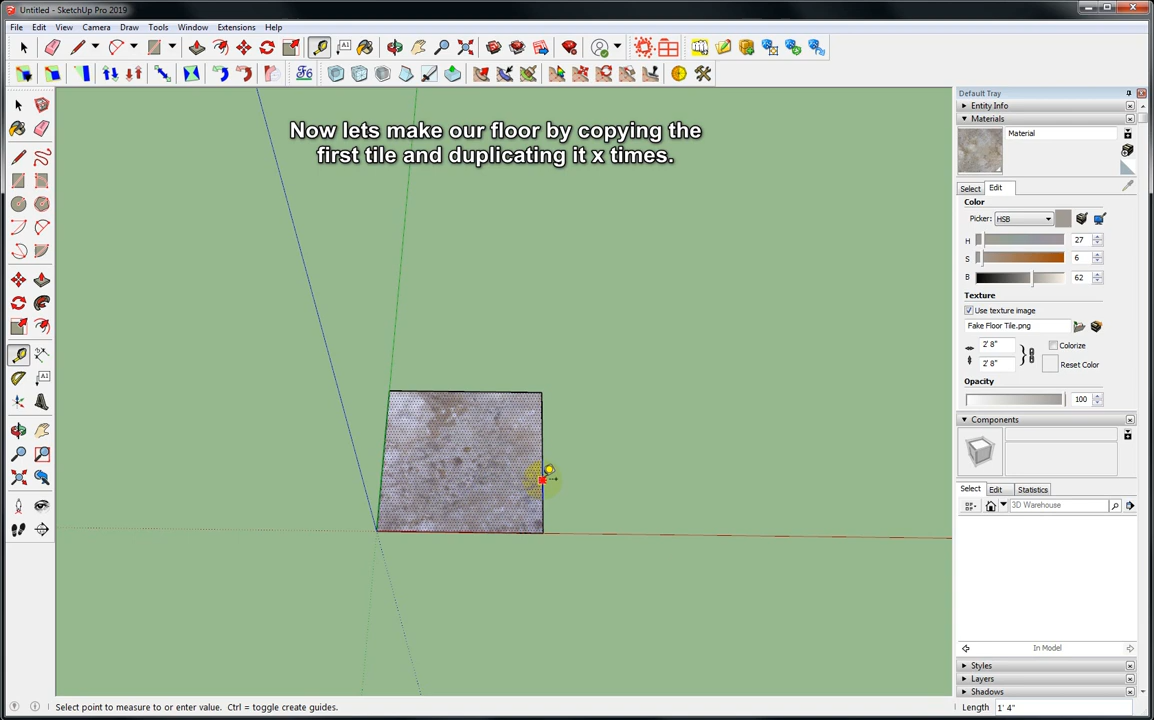 Untitled - SketchUp Pro 2019
File Edit View Camera Draw Tools Window Extensions Help
Now lets make our floor by copying the
first tile and duplicating it x times.
Default Tray
Entity Info
Materials
Material
Select Edit
Color
Picker: HSB
H 27
S 6
B 62
Texture
Use texture image
Fake Floor Tile.png
2' 8" Colorize
2' 8" Reset Color
Opacity
100
Components
Select Edit Statistics
3D Warehouse
In Model
Styles
Layers
Shadows
Select point to measure to or enter value. Ctrl = toggle create guides.
Length 1' 4"